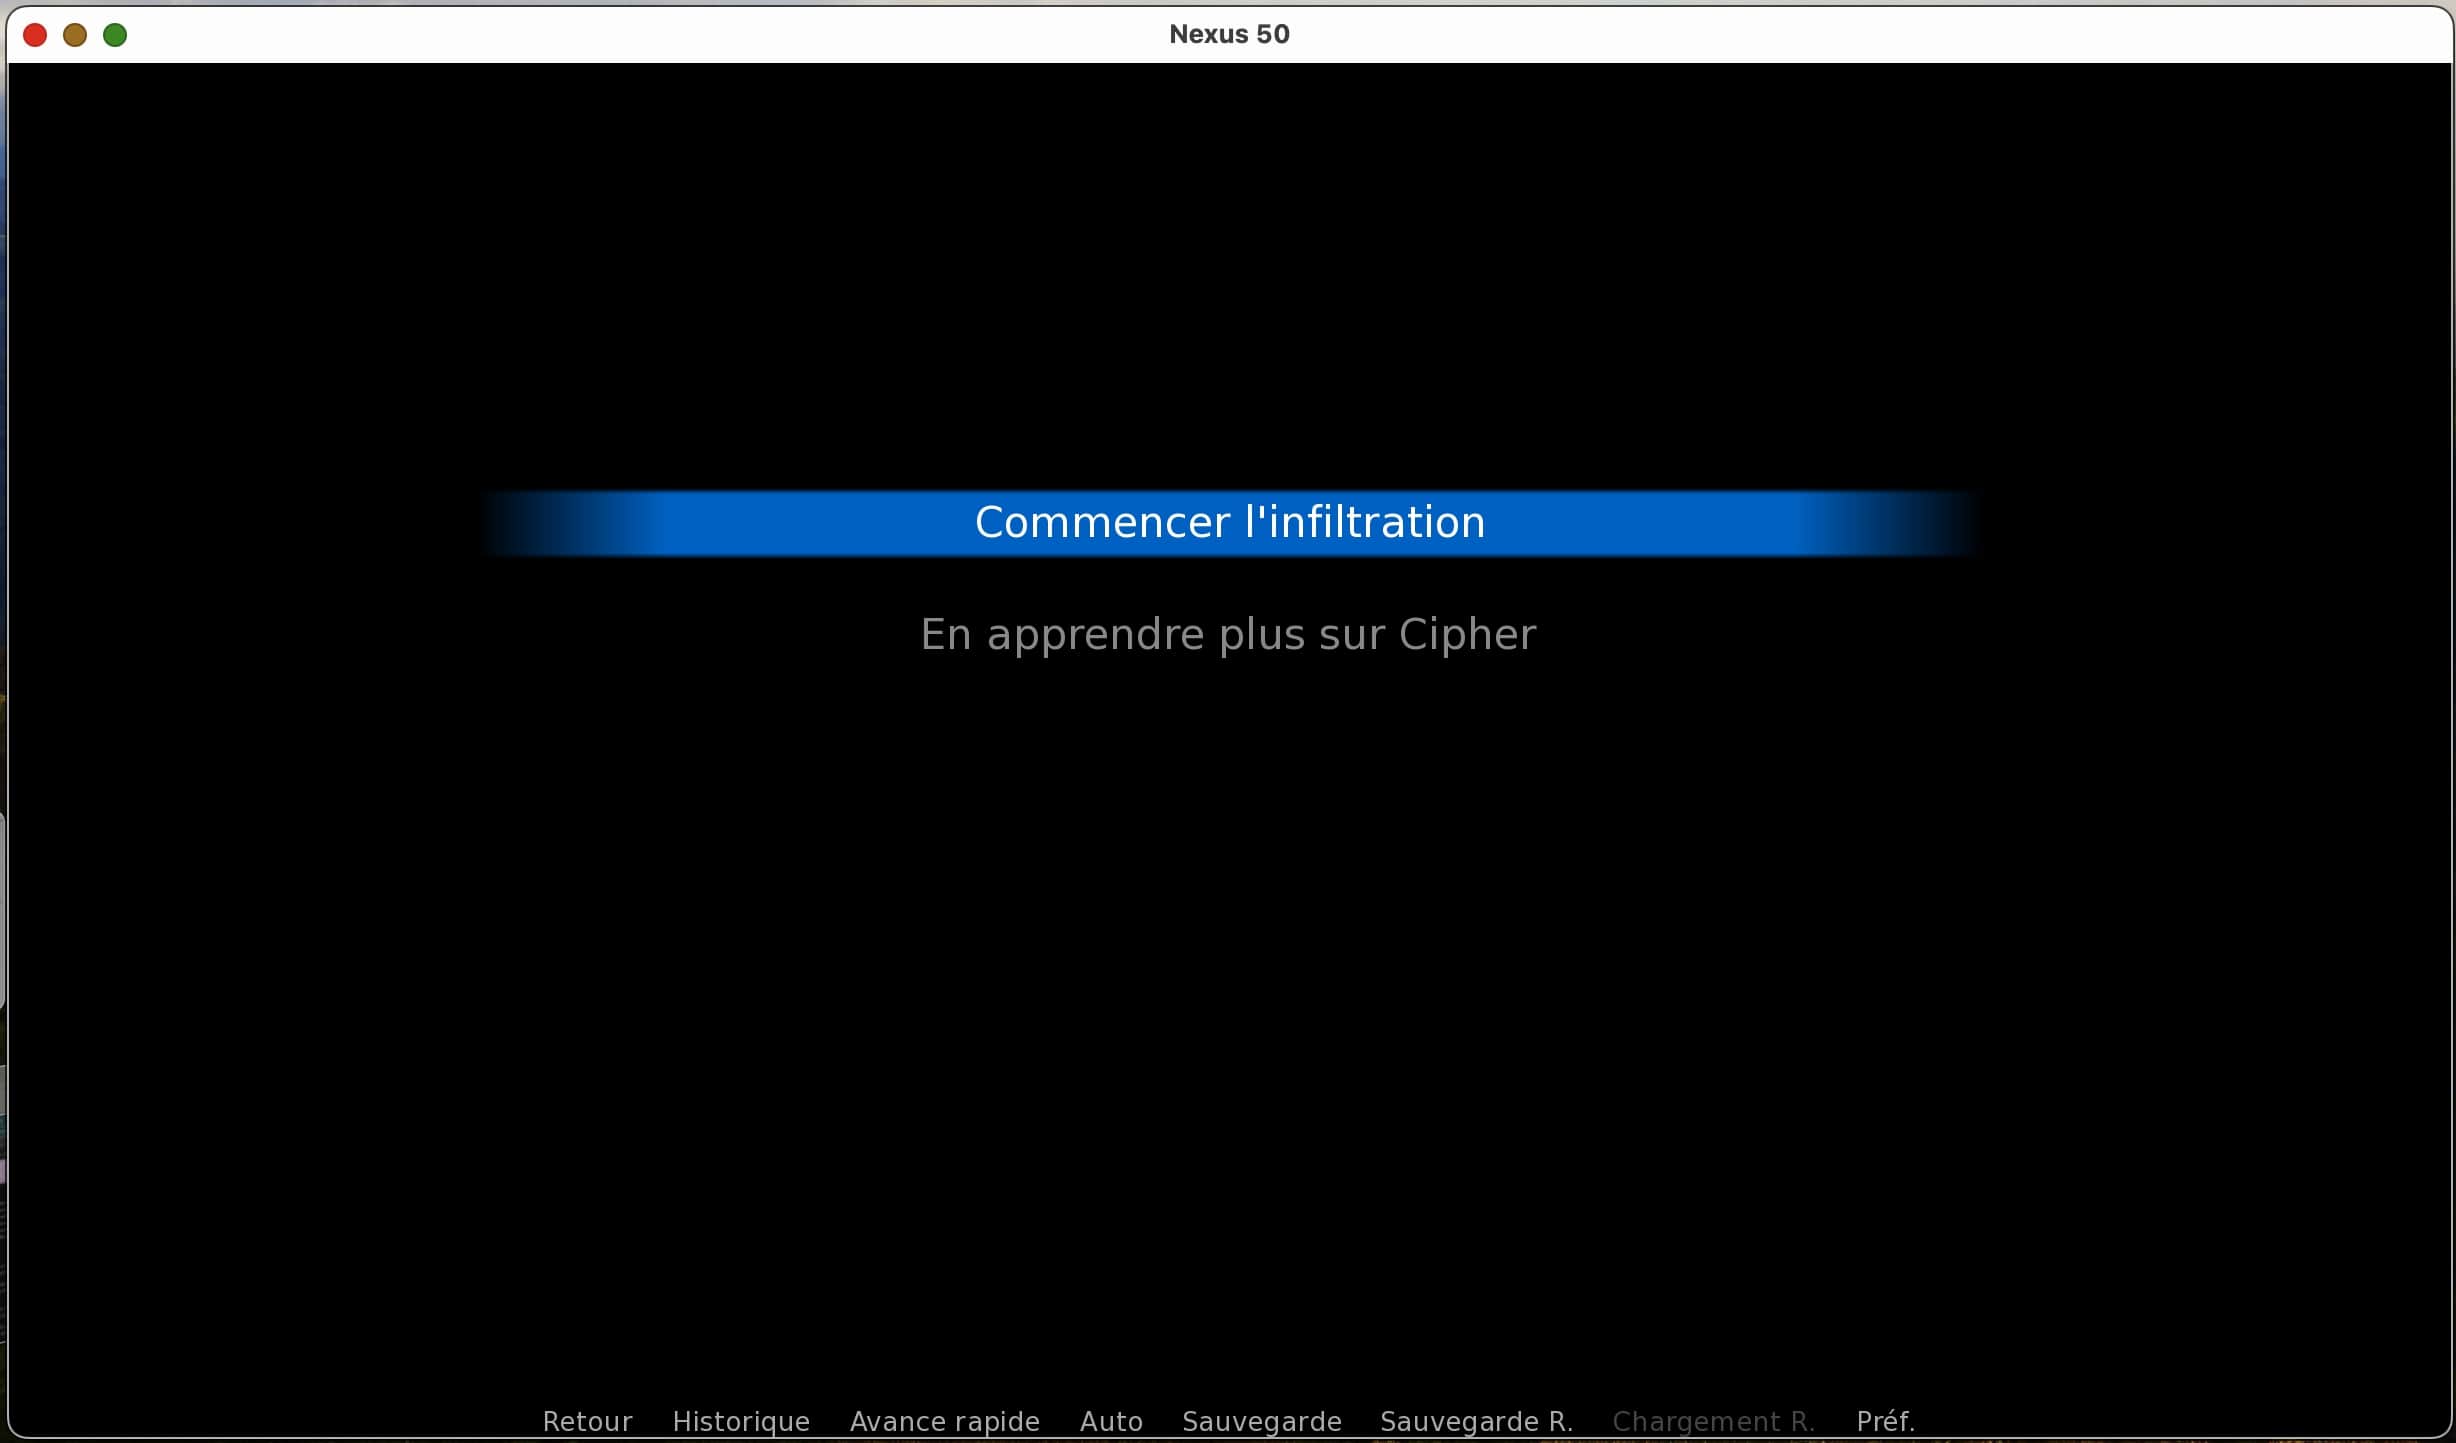 Nexus 50
Commencer l'infiltration
En apprendre plus sur Cipher
Retour Historique Avance rapide Auto Sauvegarde Sauvegarde R. Chargement R. Préf.